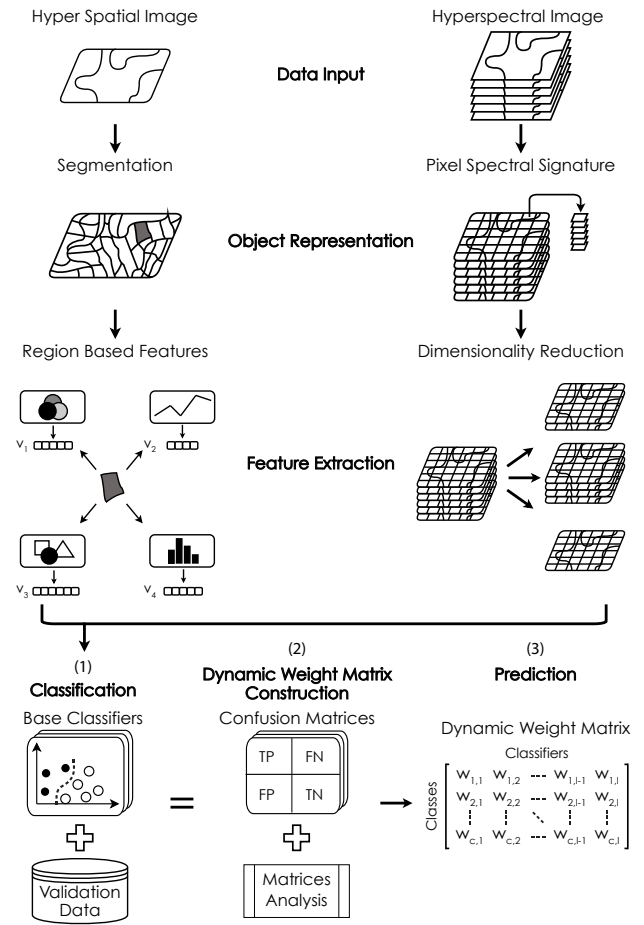 Hyper Spatial Image
Hyperspectral Image
Data Input
Segmentation
Pixel Spectral Signature
Object Representation
Region Based Features
Dimensionality Reduction
v1
v2
Feature Extraction
v3
v4
(1)
Classification
(2)
Dynamic Weight Matrix
Construction
(3)
Prediction
Base Classifiers
Confusion Matrices
TP FN
FP TN
Validation
Data
Matrices
Analysis
Dynamic Weight Matrix
Classifiers
Classes
w1,1 w1,2 --- w1,l-1 w1,l
w2,1 w2,2 --- w2,l-1 w2,l
wc,1 wc,2 --- wc,l-1 wc,l